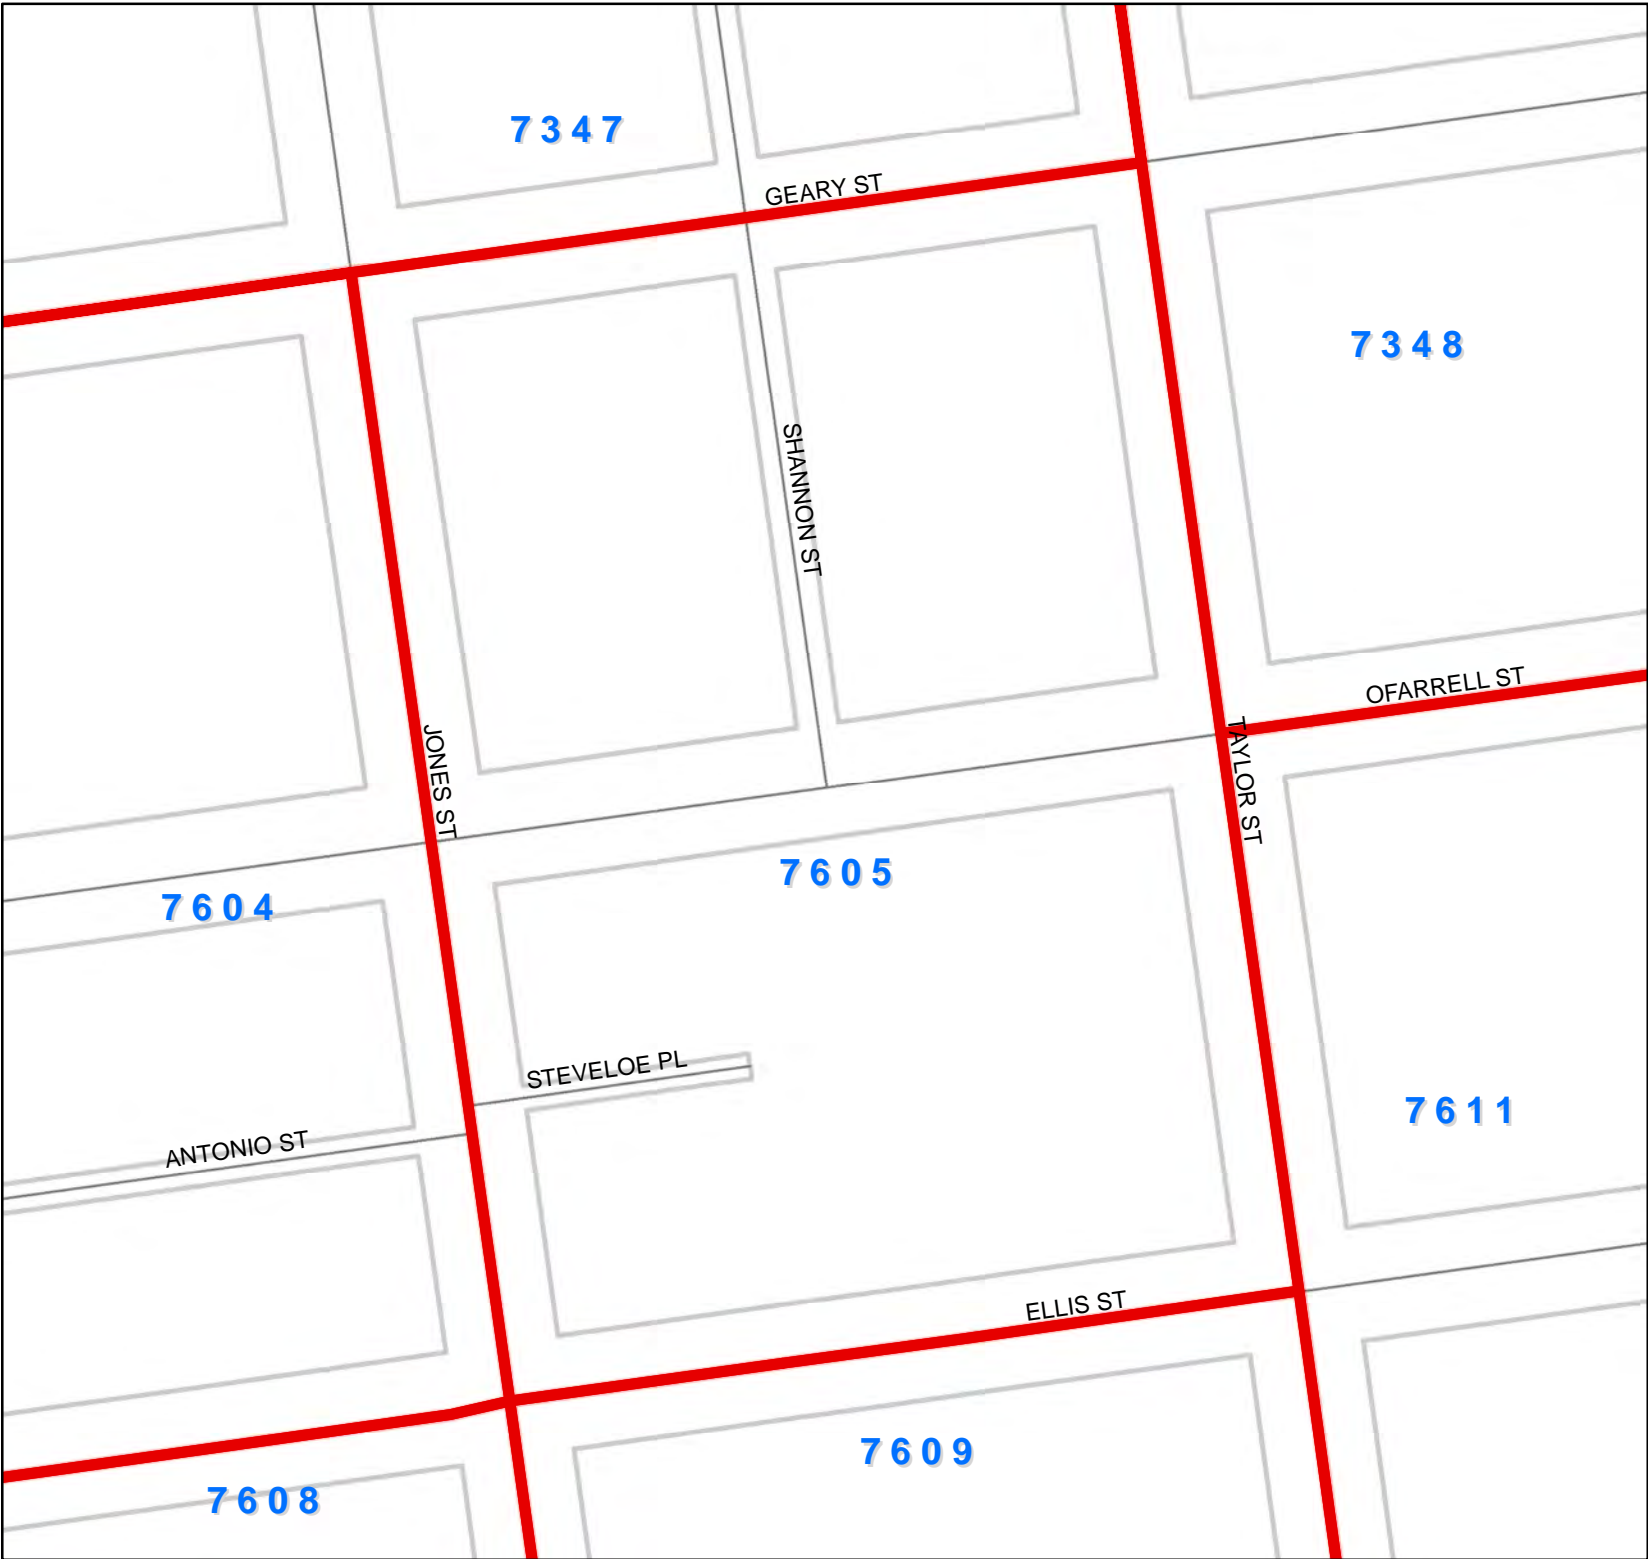 7347
GEARY ST
7348
SHANNON ST
OFARRELL ST
JONES ST
TAYLOR ST
7605
7604
STEVELOE PL
7611
ANTONIO ST
ELLIS ST
7609
7608